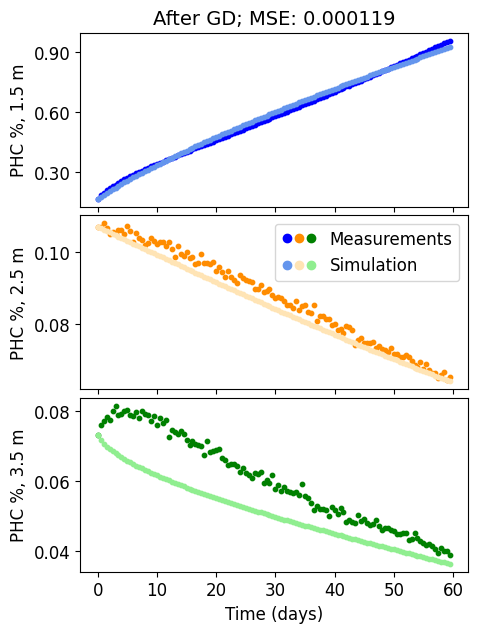 After GD; MSE: 0.000119
0.90
0.60
0.30
PHC %, 1.5 m
0.10
0.08
PHC %, 2.5 m
Measurements
Simulation
0.08
0.06
0.04
PHC %, 3.5 m
0 10 20 30 40 50 60
Time (days)